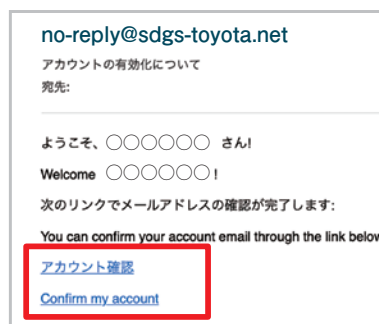 no-reply@sdgs-toyota.net
アカウントの有効化について
宛先:
ようこそ、〇〇〇〇〇〇 さん!
Welcome 〇〇〇〇〇〇!
次のリンクでメールアドレスの確認が完了します:
You can confirm your account email through the link below
アカウント確認
Confirm my account